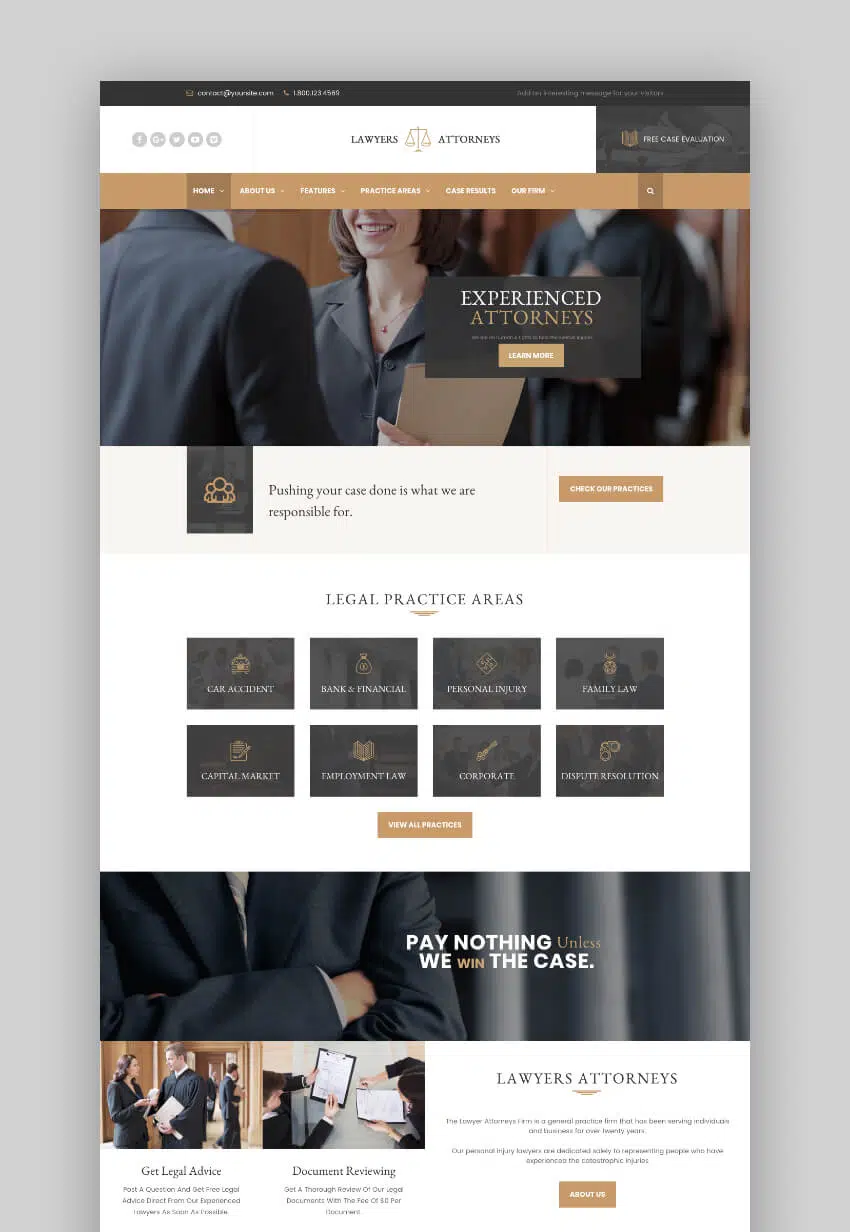 contact@yoursite.com
1.800.123.4569
Add an interesting message for your visitors
LAWYERS ATTORNEYS
FREE CASE EVALUATION
HOME
ABOUT US
FEATURES
PRACTICE AREAS
CASE RESULTS
OUR FIRM
EXPERIENCED
ATTORNEYS
LEARN MORE
Pushing your case done is what we are
responsible for.
CHECK OUR PRACTICES
LEGAL PRACTICE AREAS
CAR ACCIDENT
BANK & FINANCIAL
PERSONAL INJURY
FAMILY LAW
CAPITAL MARKET
EMPLOYMENT LAW
CORPORATE
DISPUTE RESOLUTION
VIEW ALL PRACTICES
PAY NOTHING Unless
WE WIN THE CASE.
Get Legal Advice
Post A Question And Get Free Legal
Advice Direct From Our Experienced
Lawyers As Soon As Possible.
Document Reviewing
Get A Thorough Review Of Our Legal
Documents With The Fee Of $0 Per
Document.
LAWYERS ATTORNEYS
The Lawyer Attorneys Firm is a general practice firm that has been serving individuals
and business for over twenty years.
Our personal injury lawyers are dedicated solely to representing people who have
experienced the catastrophic injuries
ABOUT US